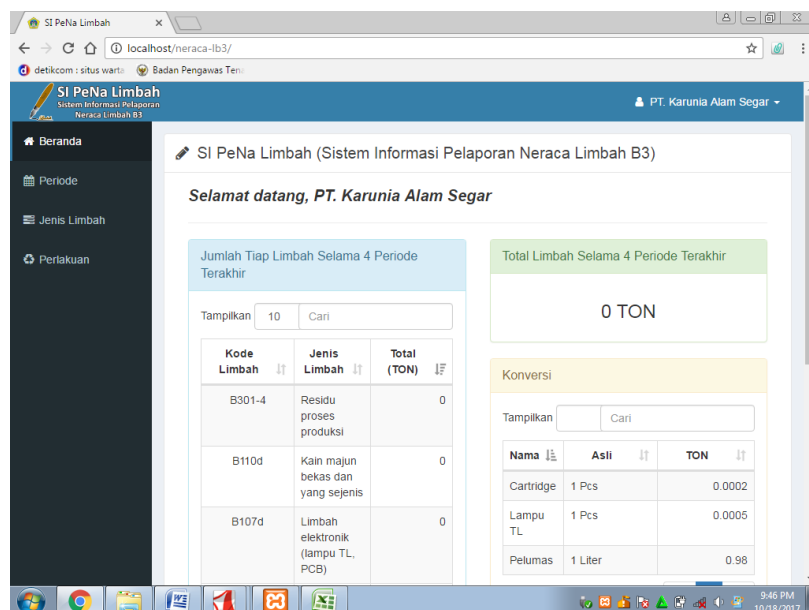 SI PeNa Limbah
localhost/neraca-lb3/
detikcom : situs warta
Badan Pengawas Ten
SI PeNa Limbah
Sistem Informasi Pelaporan
Neraca Limbah B3
PT. Karunia Alam Segar
Beranda
Periode
Jenis Limbah
Perlakuan
SI PeNa Limbah (Sistem Informasi Pelaporan Neraca Limbah B3)
Selamat datang, PT. Karunia Alam Segar
Jumlah Tiap Limbah Selama 4 Periode
Terakhir
Tampilkan 10 Cari
Kode Limbah Jenis Limbah Total (TON)
B301-4 Residu 0
proses
produksi
B110d Kain majun 0
bekas dan
yang sejenis
B107d Limbah 0
elektronik
(lampu TL,
PCB)
Total Limbah Selama 4 Periode Terakhir
0 TON
Konversi
Tampilkan Cari
Nama Asli TON
Cartridge 1 Pcs 0.0002
Lampu 1 Pcs 0.0005
TL
Pelumas 1 Liter 0.98
9:46 PM
10/18/2017